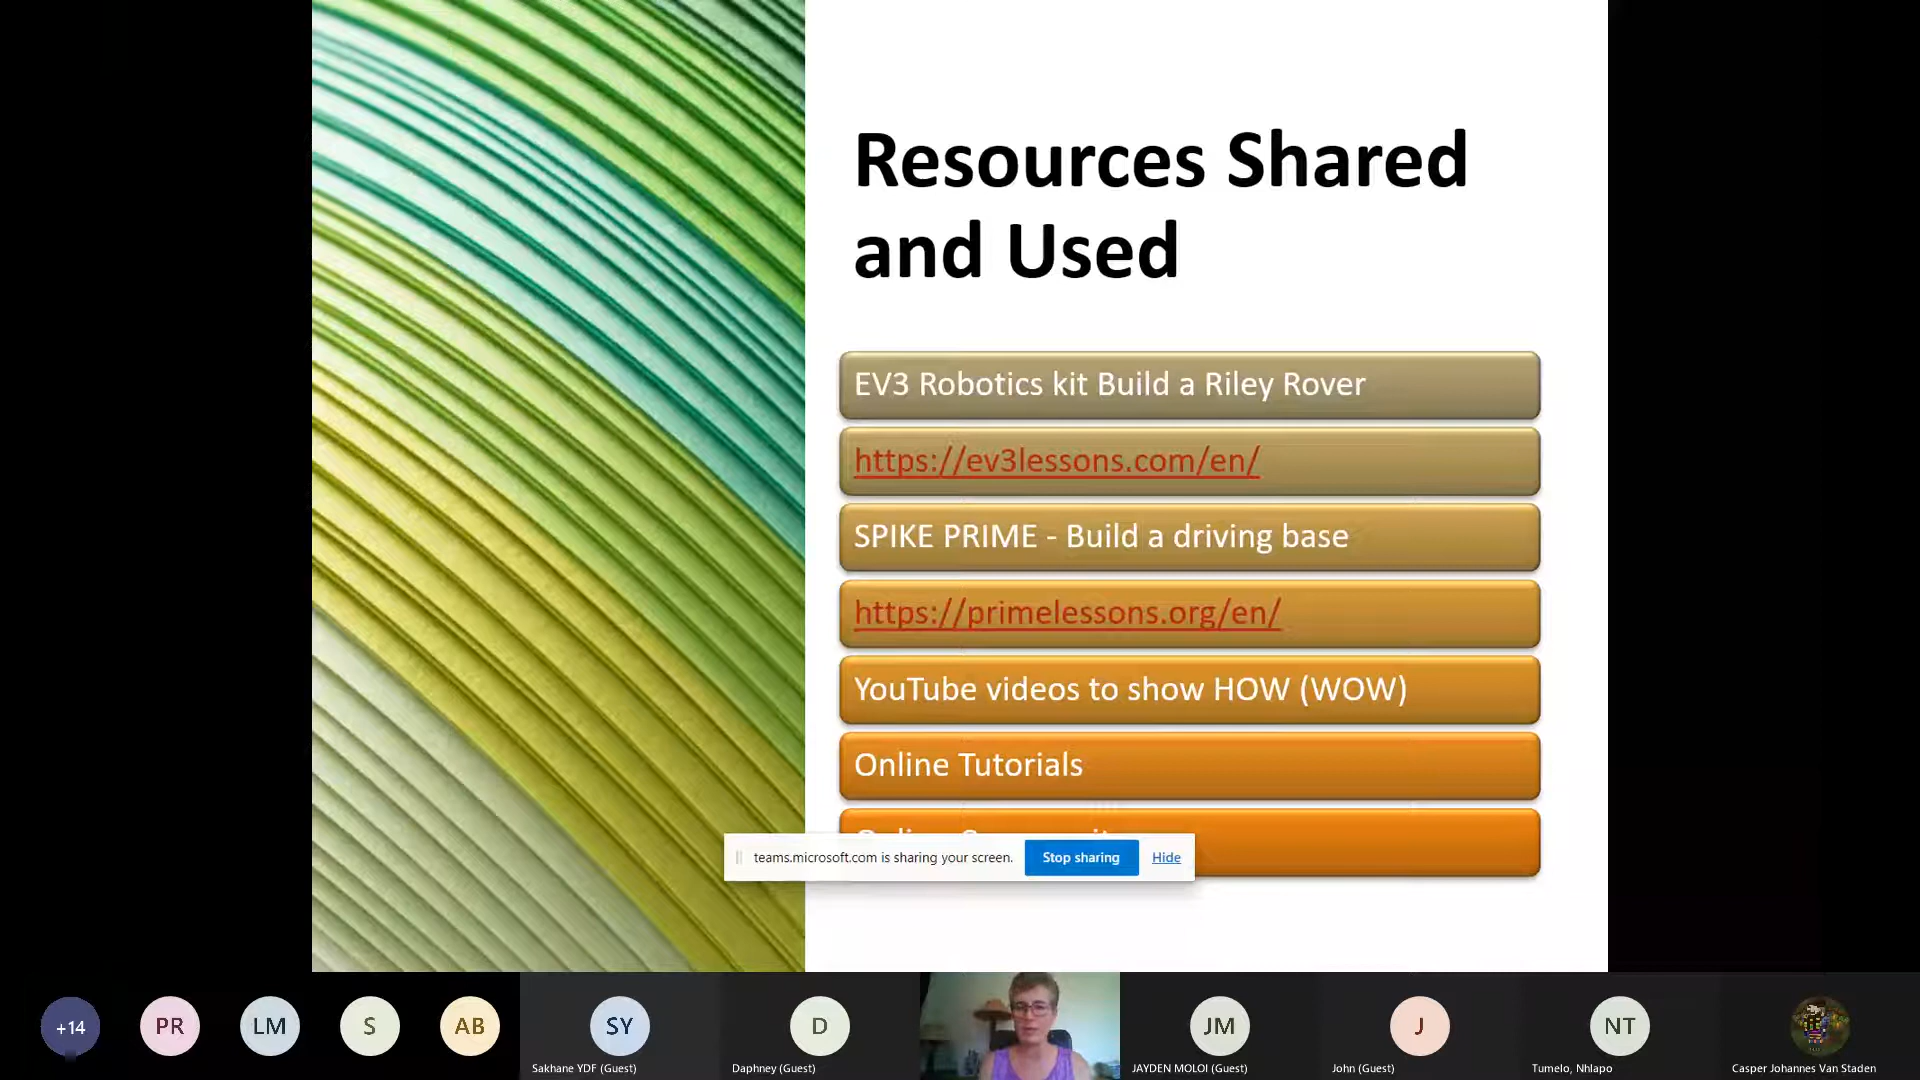 Resources Shared
and Used
EV3 Robotics kit Build a Riley Rover
https://ev3lessons.com/en/
SPIKE PRIME - Build a driving base
https://primelessons.org/en/
YouTube videos to show HOW (WOW)
Online Tutorials
teams.microsoft.com is sharing your screen.
Stop sharing
Hide
+14
PR
LM
S
AB
SY
D
JM
J
NT
Sakhane YDF (Guest)
Daphney (Guest)
JAYDEN MOLOI (Guest)
John (Guest)
Tumelo, Nhlapo
Casper Johannes Van Staden